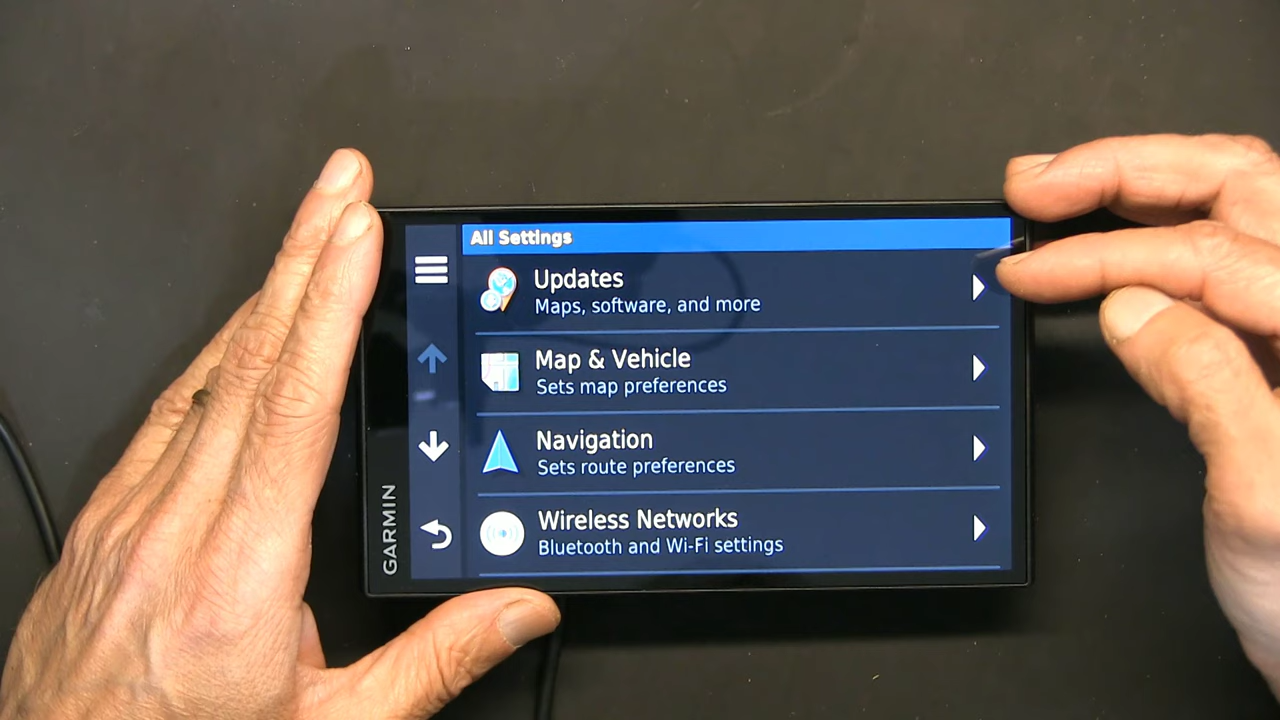 All Settings
Updates
Maps, software, and more
Map & Vehicle
Sets map preferences
Navigation
Sets route preferences
Wireless Networks
Bluetooth and Wi-Fi settings
GARMIN